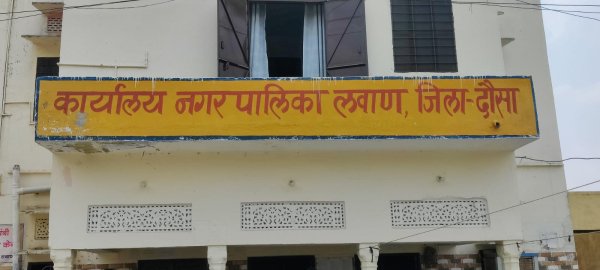 कार्यालय नगर पालिका लवाण, जिला-दौसा